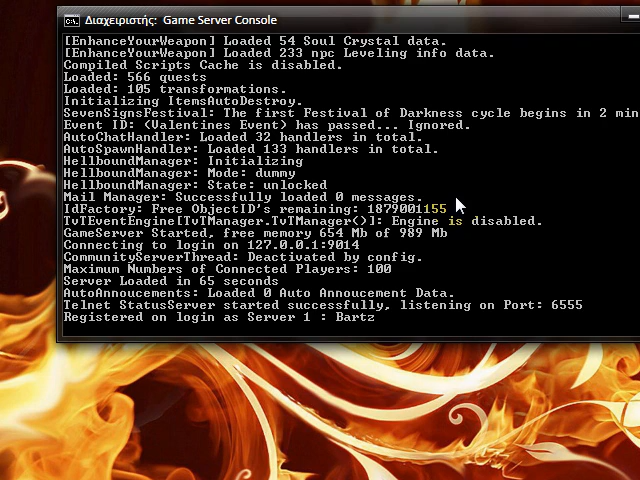 Διαχειριστής: Game Server Console
[EnhanceYourWeapon] Loaded 54 Soul Crystal data.
[EnhanceYourWeapon] Loaded 233 npc Leveling info data.
Compiled Scripts Cache is disabled.
Loaded: 566 quests
Loaded: 105 transformations.
Initializing ItemsAutoDestroy.
SevenSignsFestival: The first Festival of Darkness cycle begins in 2 min
Event ID: (Valentines Event) has passed... Ignored.
AutoChatHandler: Loaded 32 handlers in total.
AutoSpawnHandler: Loaded 133 handlers in total.
HellboundManager: Initializing
HellboundManager: Mode: dummy
HellboundManager: State: unlocked
Mail Manager: Successfully loaded 0 messages.
IdFactory: Free ObjectID's remaining: 1879001155
TvTEventEngine[TvTManager.TvTManager()]: Engine is disabled.
GameServer Started, free memory 654 Mb of 989 Mb
Connecting to login on 127.0.0.1:9014
CommunityServerThread: Deactivated by config.
Maximum Numbers of Connected Players: 100
Server Loaded in 65 seconds
AutoAnnoucements: Loaded 0 Auto Annoucement Data.
Telnet StatusServer started successfully, listening on Port: 6555
Registered on login as Server 1 : Bartz